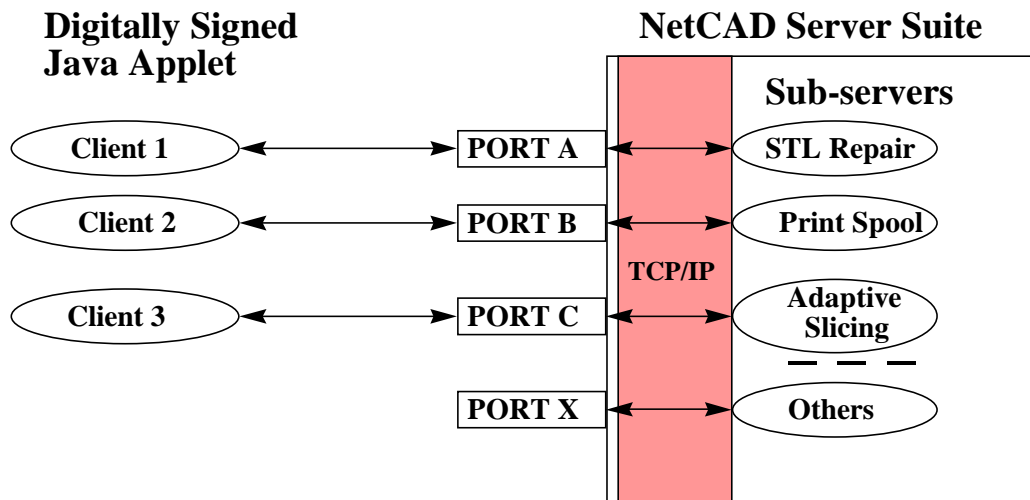 Digitally Signed
Java Applet
NetCAD Server Suite
Sub-servers
Client 1
PORT A
STL Repair
Client 2
PORT B
Print Spool
TCP/IP
Client 3
PORT C
Adaptive
Slicing
PORT X
Others